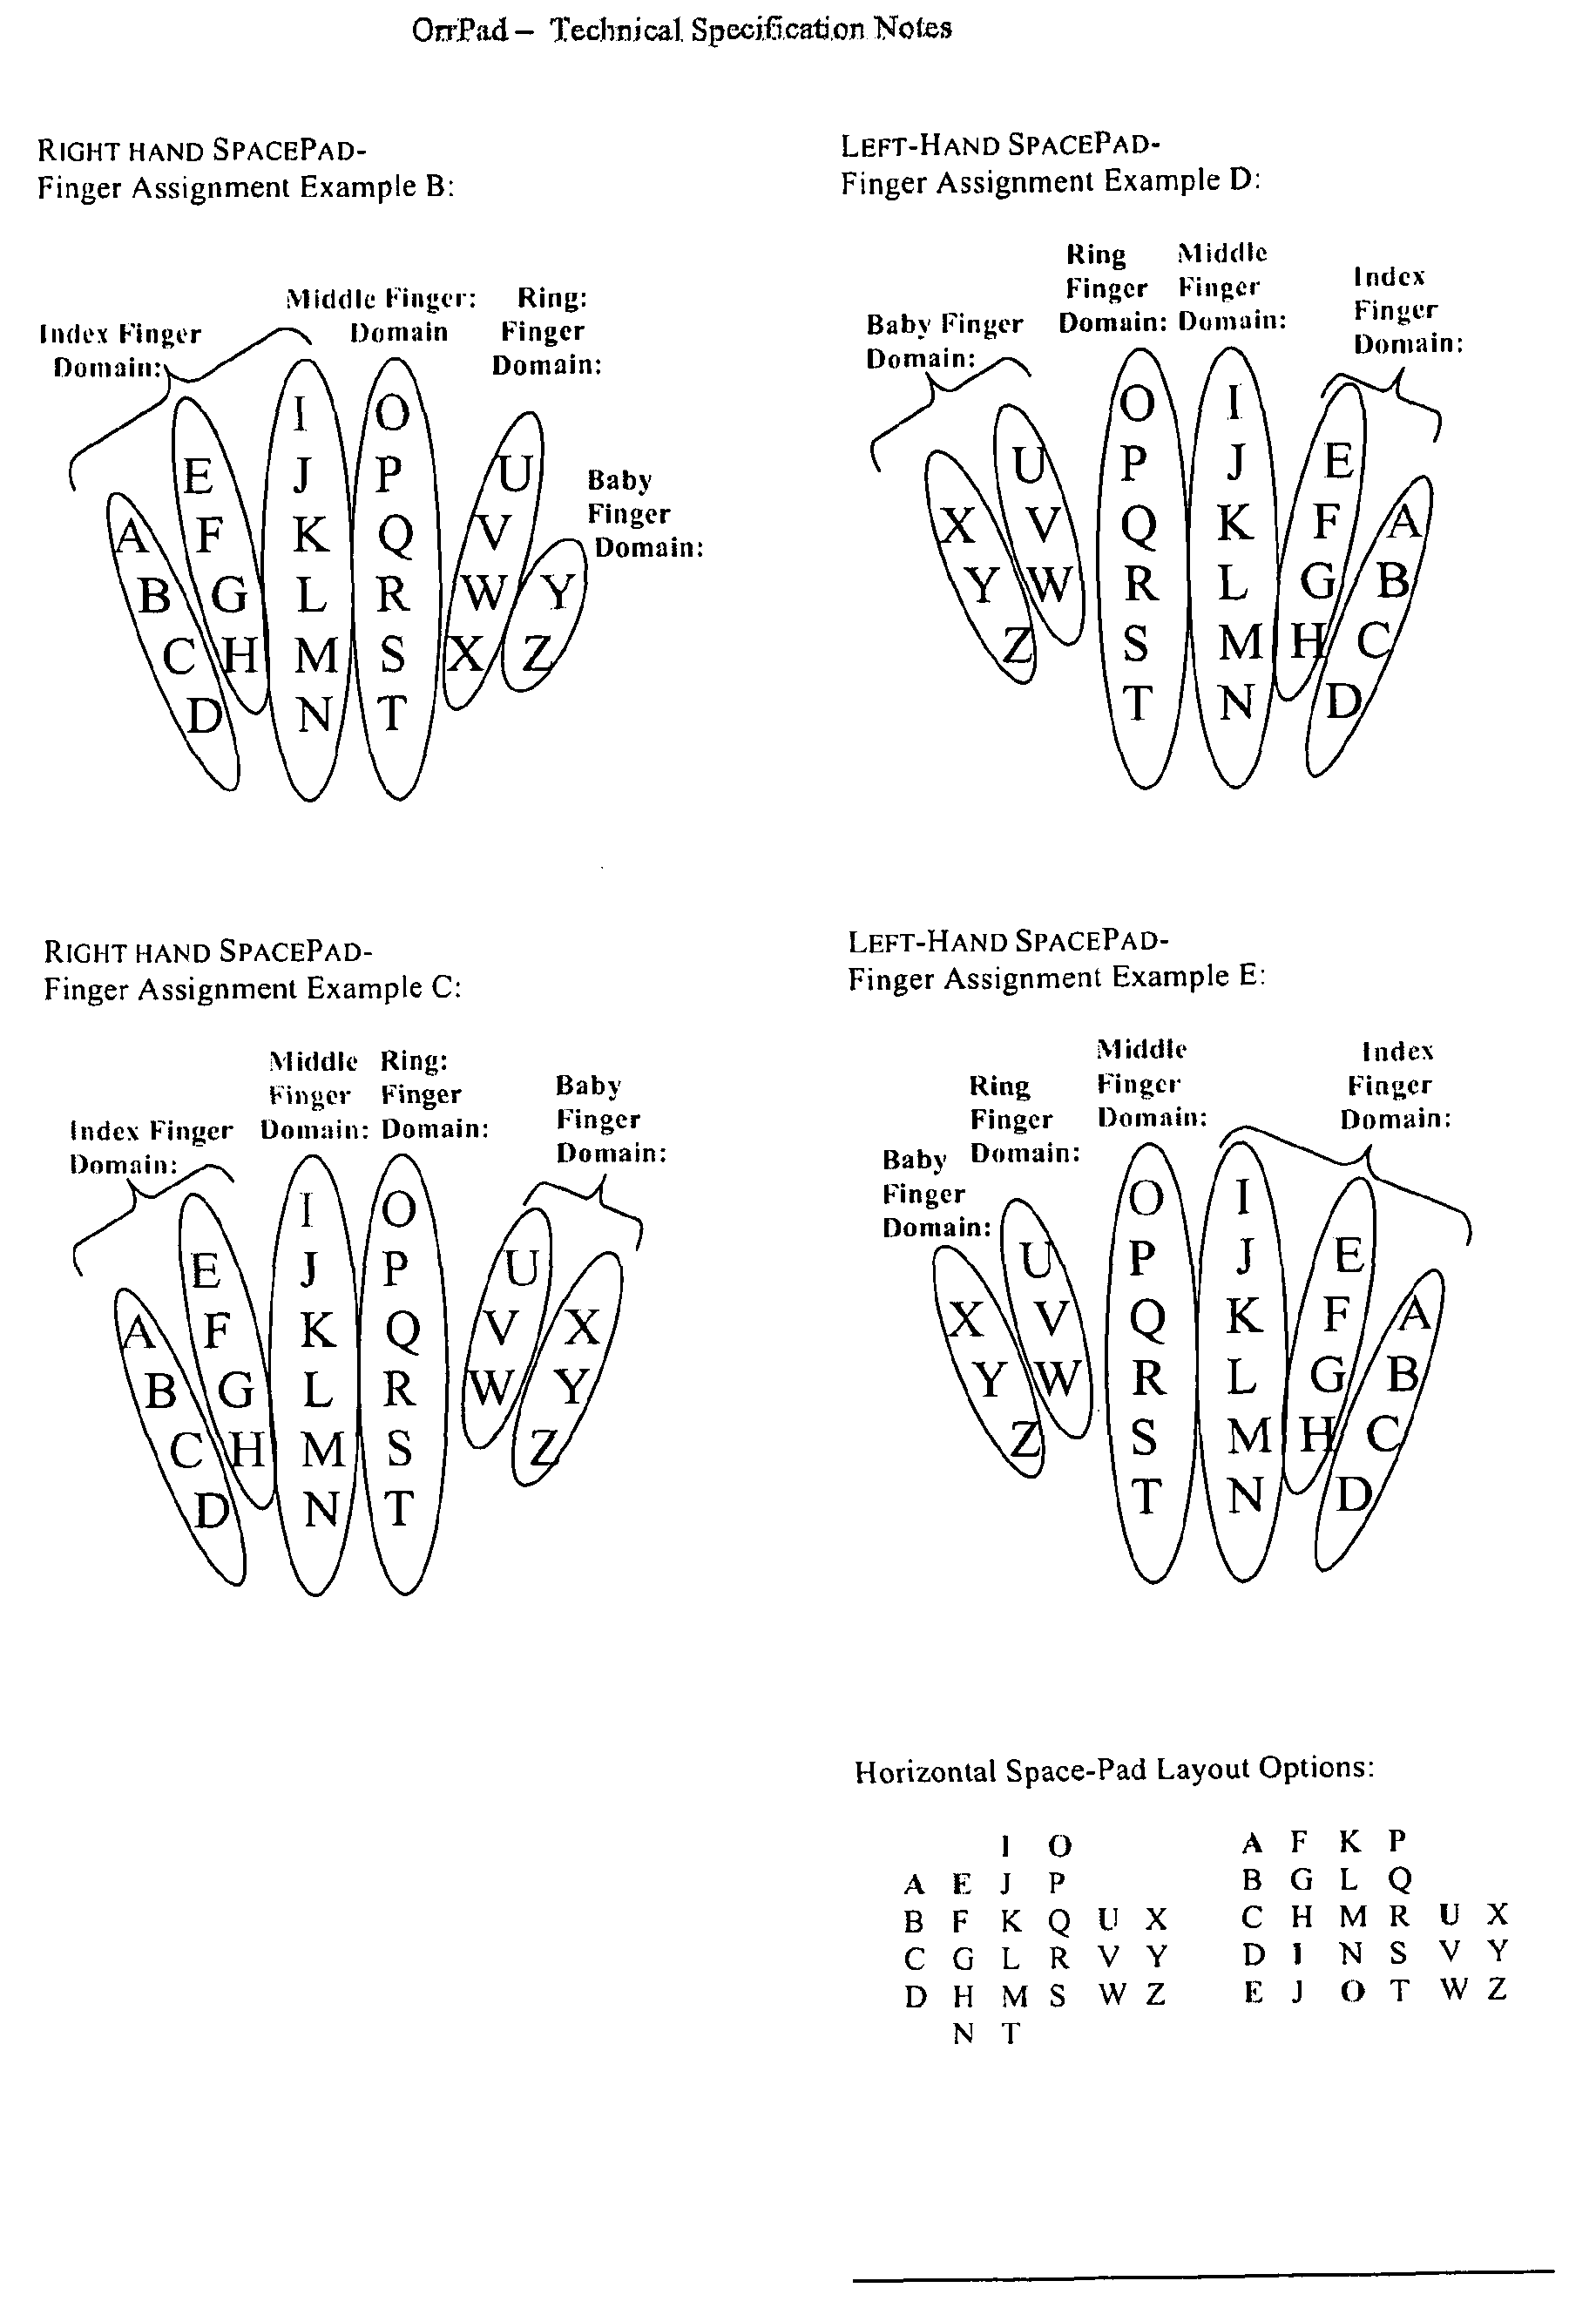 OrrPad – Technical Specification Notes
RIGHT HAND SPACEPAD-
Finger Assignment Example B:
Index Finger
Domain:
Middle Finger:
Domain
Ring:
Finger
Domain:
Baby
Finger
Domain:
I O
E J P U
A F K Q V
B G L R W Y
C H M S X Z
D N T
LEFT-HAND SPACEPAD-
Finger Assignment Example D:
Baby Finger
Domain:
Ring
Finger
Domain:
Middle
Finger
Domain:
Index
Finger
Domain:
O I
U P J E
X V Q K F A
Y W R L G B
Z S M H C
T N D
RIGHT HAND SPACEPAD-
Finger Assignment Example C:
Index Finger
Domain:
Middle
Finger
Domain:
Ring:
Finger
Domain:
Baby
Finger
Domain:
I O
E J P U
A F K Q V X
B G L R W Y
C H M S Z
D N T
LEFT-HAND SPACEPAD-
Finger Assignment Example E:
Baby
Finger
Domain:
Ring
Finger
Domain:
Middle
Finger
Domain:
Index
Finger
Domain:
O I
U P J E
X V Q K F A
Y W R L G B
Z S M H C
T N D
Horizontal Space-Pad Layout Options:
I O
A E J P
B F K Q U X
C G L R V Y
D H M S W Z
N T
A F K P
B G L Q
C H M R U X
D I N S V Y
E J O T W Z